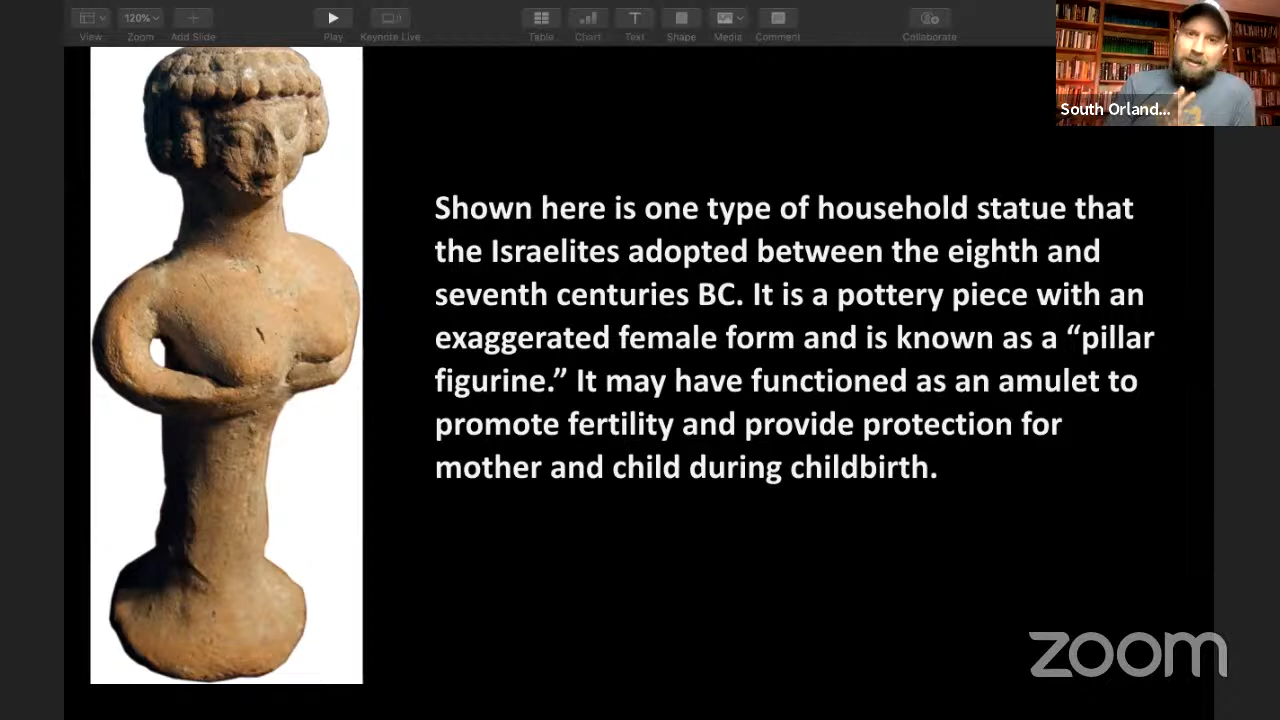 120%
View
Zoom
Add Slide
Play
Keynote Live
Table
Chart
Text
Shape
Media
Comment
Collaborate
South Orland...
Shown here is one type of household statue that
the Israelites adopted between the eighth and
seventh centuries BC. It is a pottery piece with an
exaggerated female form and is known as a “pillar
figurine.” It may have functioned as an amulet to
promote fertility and provide protection for
mother and child during childbirth.
zoom